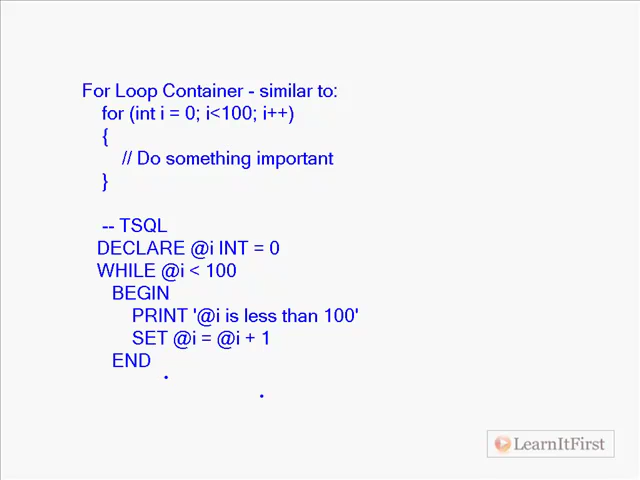 For Loop Container - similar to:
for (int i = 0; i<100; i++)
{
// Do something important
}
-- TSQL
DECLARE @i INT = 0
WHILE @i < 100
BEGIN
PRINT '@i is less than 100'
SET @i = @i + 1
END
LearnItFirst